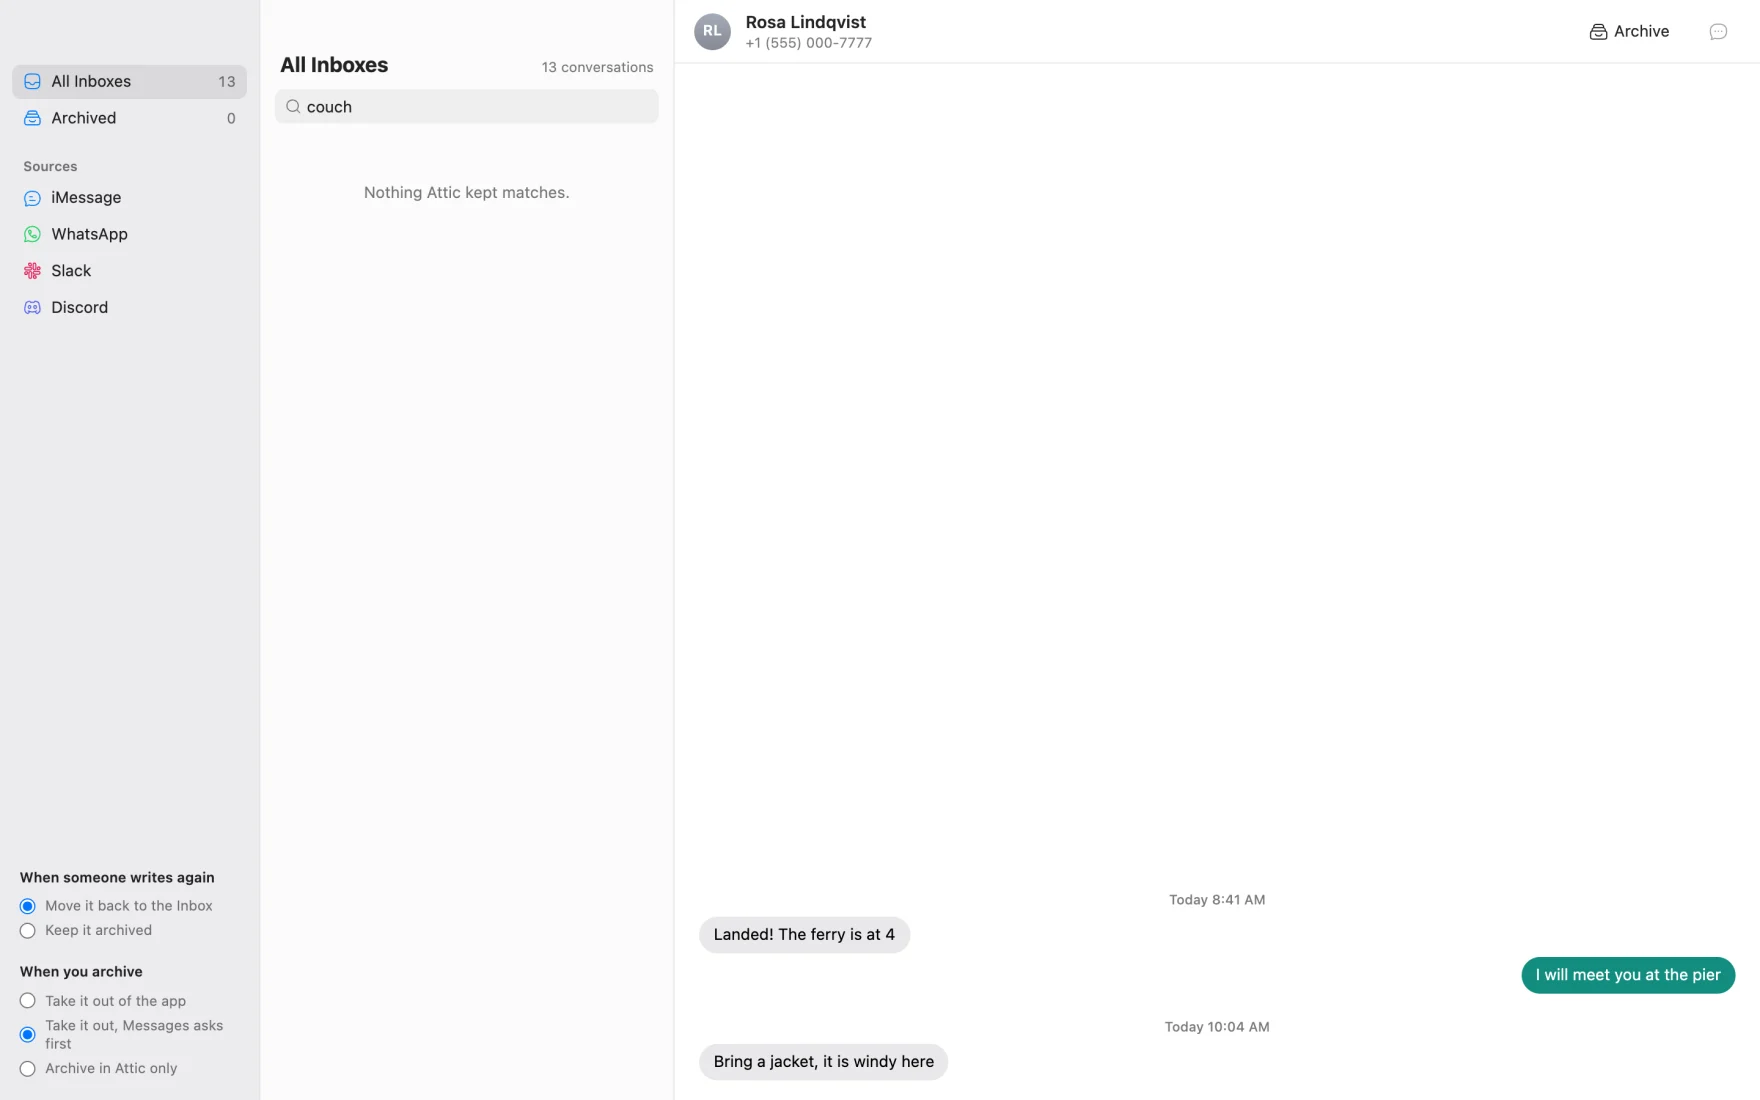 All Inboxes 13
Archived 0
Sources
iMessage
WhatsApp
Slack
Discord
When someone writes again
Move it back to the Inbox
Keep it archived
When you archive
Take it out of the app
Take it out, Messages asks
first
Archive in Attic only
All Inboxes 13 conversations
couch
Nothing Attic kept matches.
RL
Rosa Lindqvist
+1 (555) 000-7777
Archive
Today 8:41 AM
Landed! The ferry is at 4
I will meet you at the pier
Today 10:04 AM
Bring a jacket, it is windy here